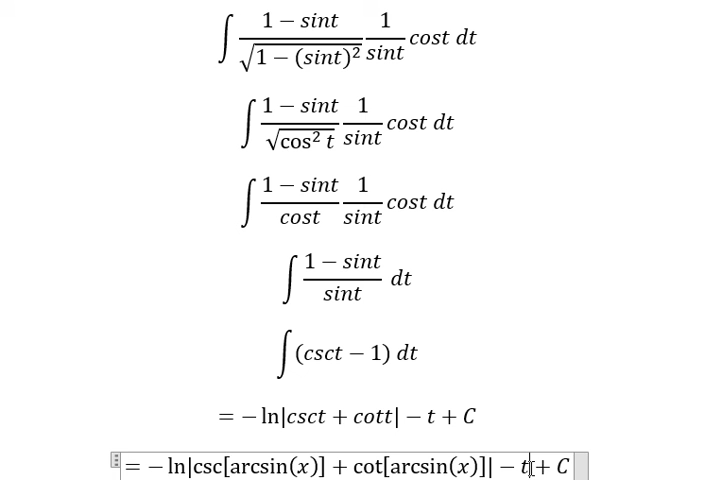 ∫ (1 − sint)/√(1 − (sint)²) 1/sint cost dt
∫ (1 − sint)/√(cos² t) 1/sint cost dt
∫ (1 − sint)/cost 1/sint cost dt
∫ (1 − sint)/sint dt
∫ (csct − 1) dt
= − ln|csct + cott| − t + C
= − ln|csc[arcsin(x)] + cot[arcsin(x)]| − t + C